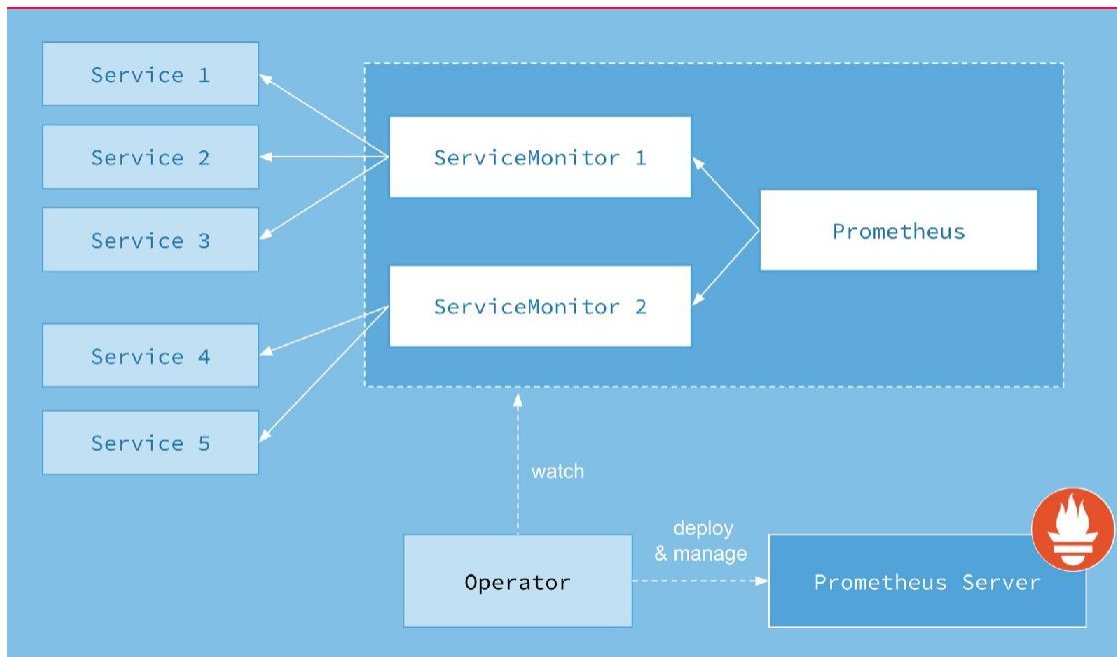 Service 1
Service 2
Service 3
Service 4
Service 5
ServiceMonitor 1
ServiceMonitor 2
Prometheus
watch
Operator
deploy
& manage
Prometheus Server